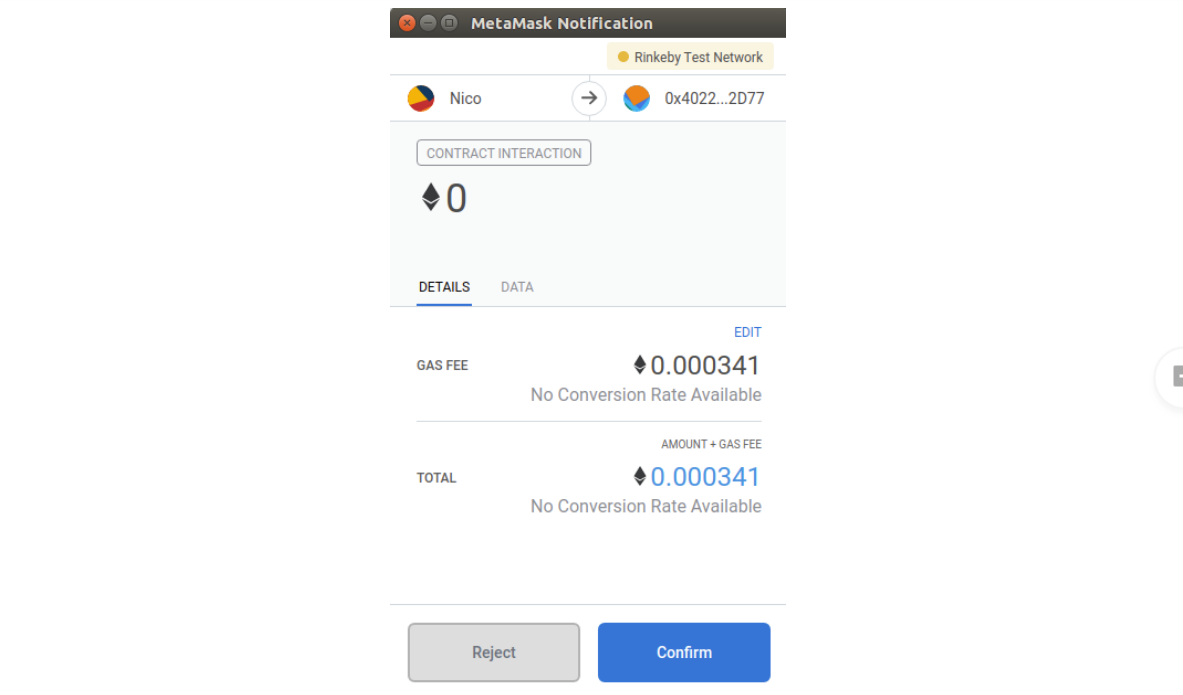 MetaMask Notification
Rinkeby Test Network
Nico
0x4022...2D77
CONTRACT INTERACTION
0
DETAILS DATA
EDIT
GAS FEE 0.000341
No Conversion Rate Available
AMOUNT + GAS FEE
TOTAL 0.000341
No Conversion Rate Available
Reject Confirm